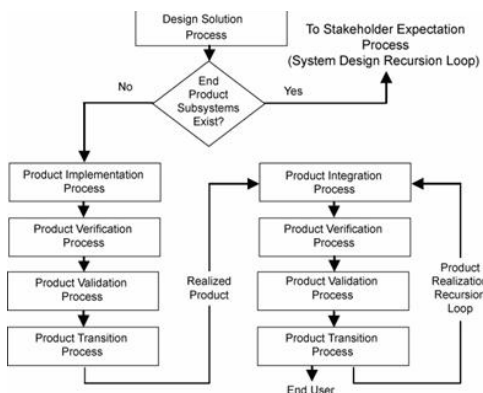 Design Solution
Process
To Stakeholder Expectation
Process
(System Design Recursion Loop)
No
End
Product
Subsystems
Exist?
Yes
Product Implementation
Process
Product Verification
Process
Product Validation
Process
Product Transition
Process
Realized
Product
Product Integration
Process
Product Verification
Process
Product Validation
Process
Product Transition
Process
End User
Product
Realization
Recursion
Loop